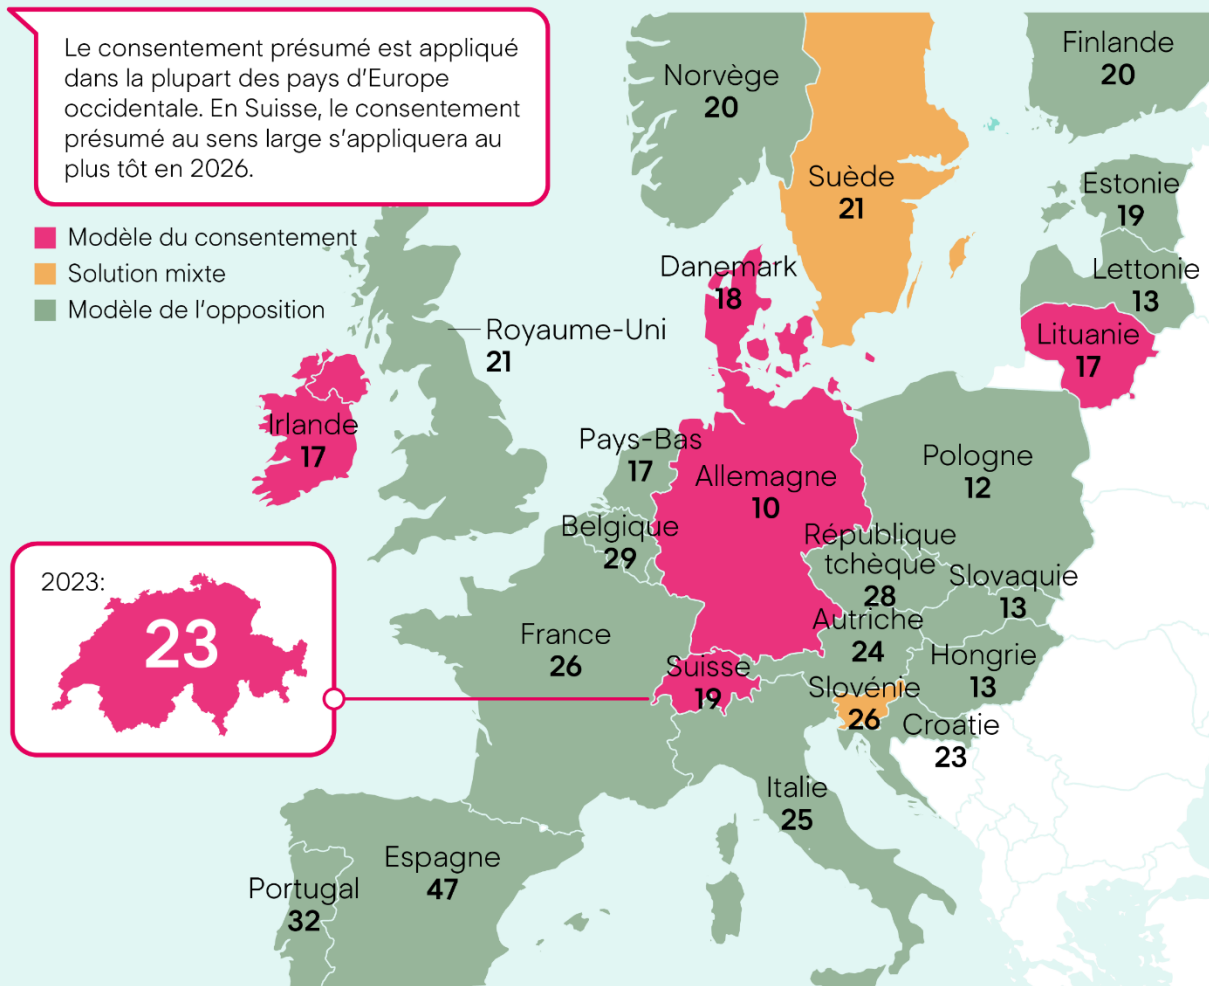 Le consentement présumé est appliqué
dans la plupart des pays d'Europe
occidentale. En Suisse, le consentement
présumé au sens large s'appliquera au
plus tôt en 2026.
Modèle du consentement
Solution mixte
Modèle de l'opposition
Norvège
20
Finlande
20
Suède
21
Estonie
19
Lettonie
13
Danemark
18
Lituanie
17
Royaume-Uni
21
Irlande
17
Pays-Bas
17
Allemagne
10
Pologne
12
Belgique
29
République
tchèque
28
Slovaquie
13
2023:
23
France
26
Autriche
24
Hongrie
13
Suisse
19
Slovénie
26
Croatie
23
Italie
25
Espagne
47
Portugal
32